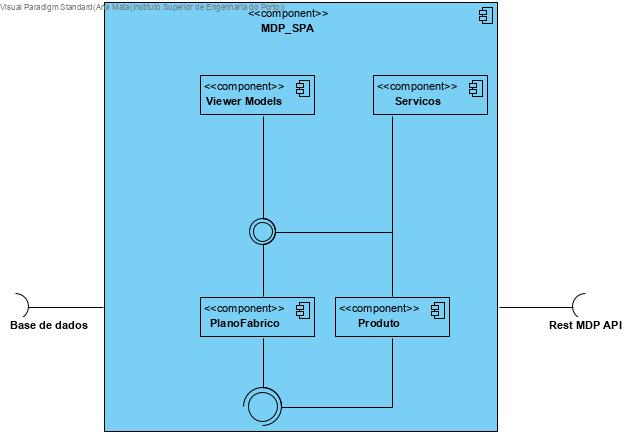 Visual Paradigm Standard(Ana Mata(Instituto Superior de Engenharia do Porto))
<<component>>
MDP_SPA
<<component>>
Viewer Models
<<component>>
Servicos
<<component>>
PlanoFabrico
<<component>>
Produto
Base de dados
Rest MDP API